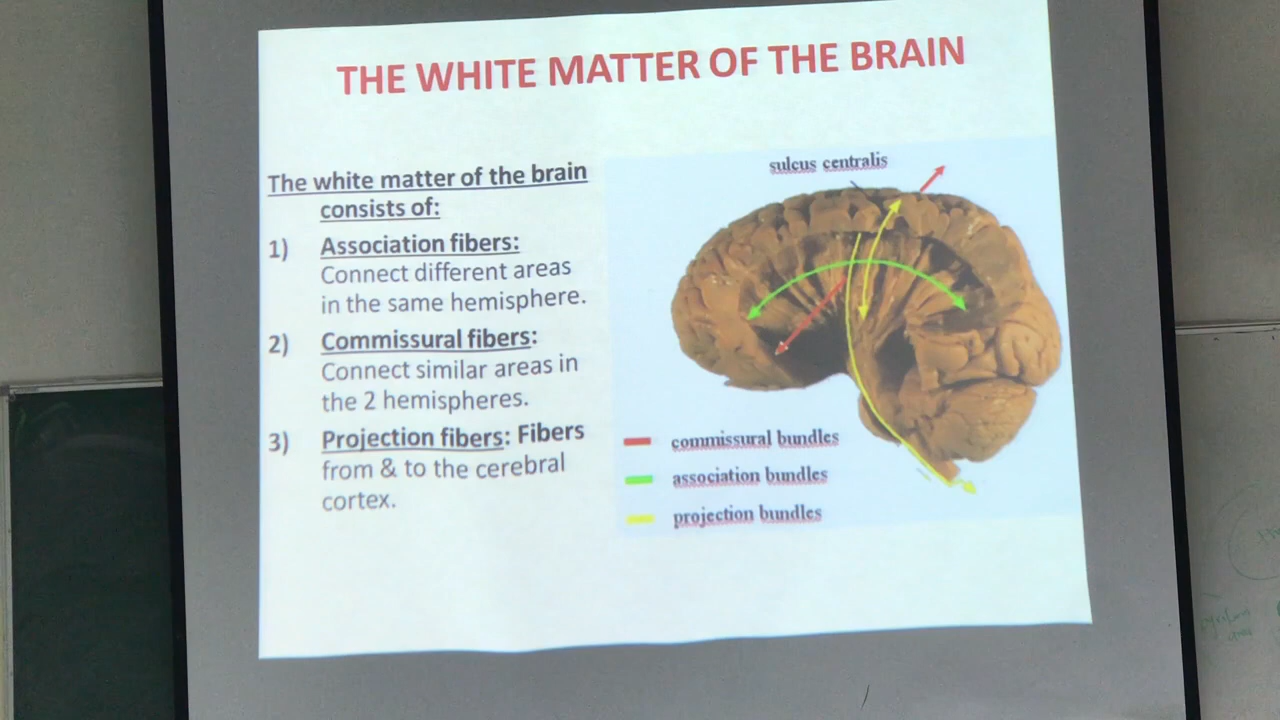 THE WHITE MATTER OF THE BRAIN
The white matter of the brain
consists of:
1) Association fibers:
Connect different areas
in the same hemisphere.
2) Commissural fibers:
Connect similar areas in
the 2 hemispheres.
3) Projection fibers: Fibers
from & to the cerebral
cortex.
sulcus centralis
commissural bundles
association bundles
projection bundles